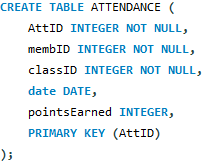 CREATE TABLE ATTENDANCE (
AttID INTEGER NOT NULL,
membID INTEGER NOT NULL,
classID INTEGER NOT NULL,
date DATE,
pointsEarned INTEGER,
PRIMARY KEY (AttID)
);